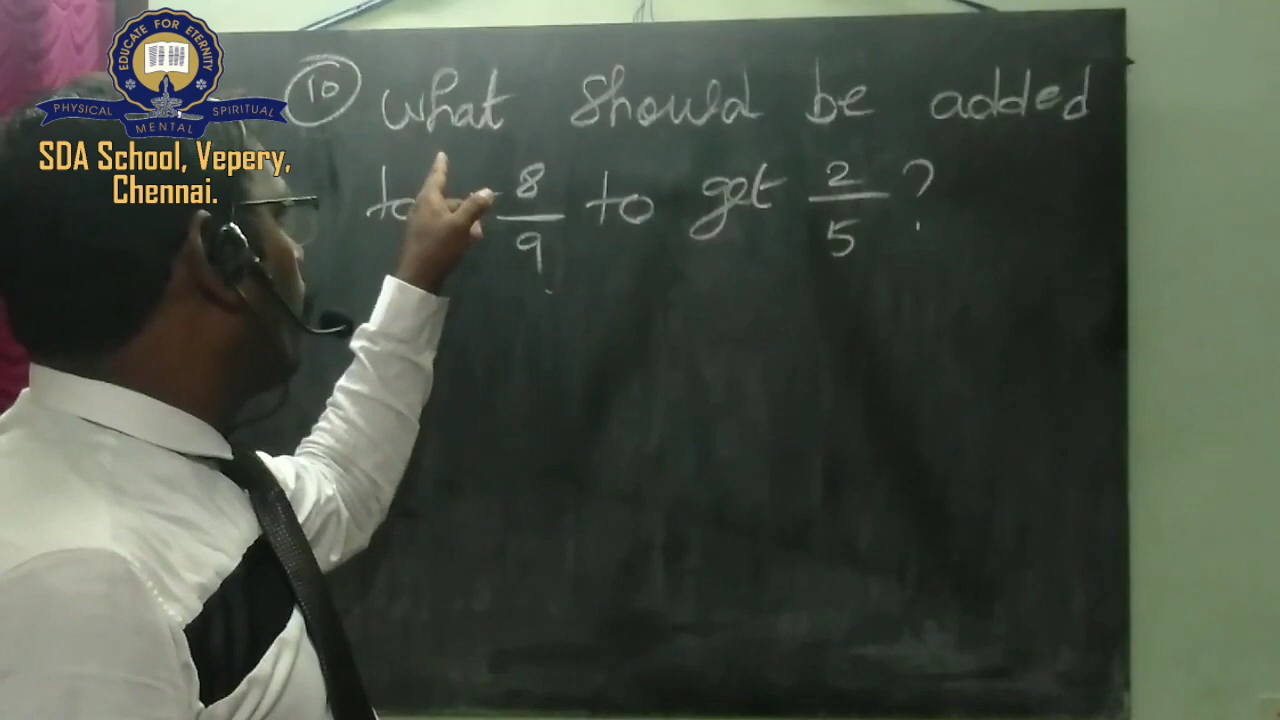 EDUCATE FOR ETERNITY
PHYSICAL MENTAL SPIRITUAL
SDA School, Vepery,
Chennai.
10 What should be added
to - 8/9 to get 2/5 ?